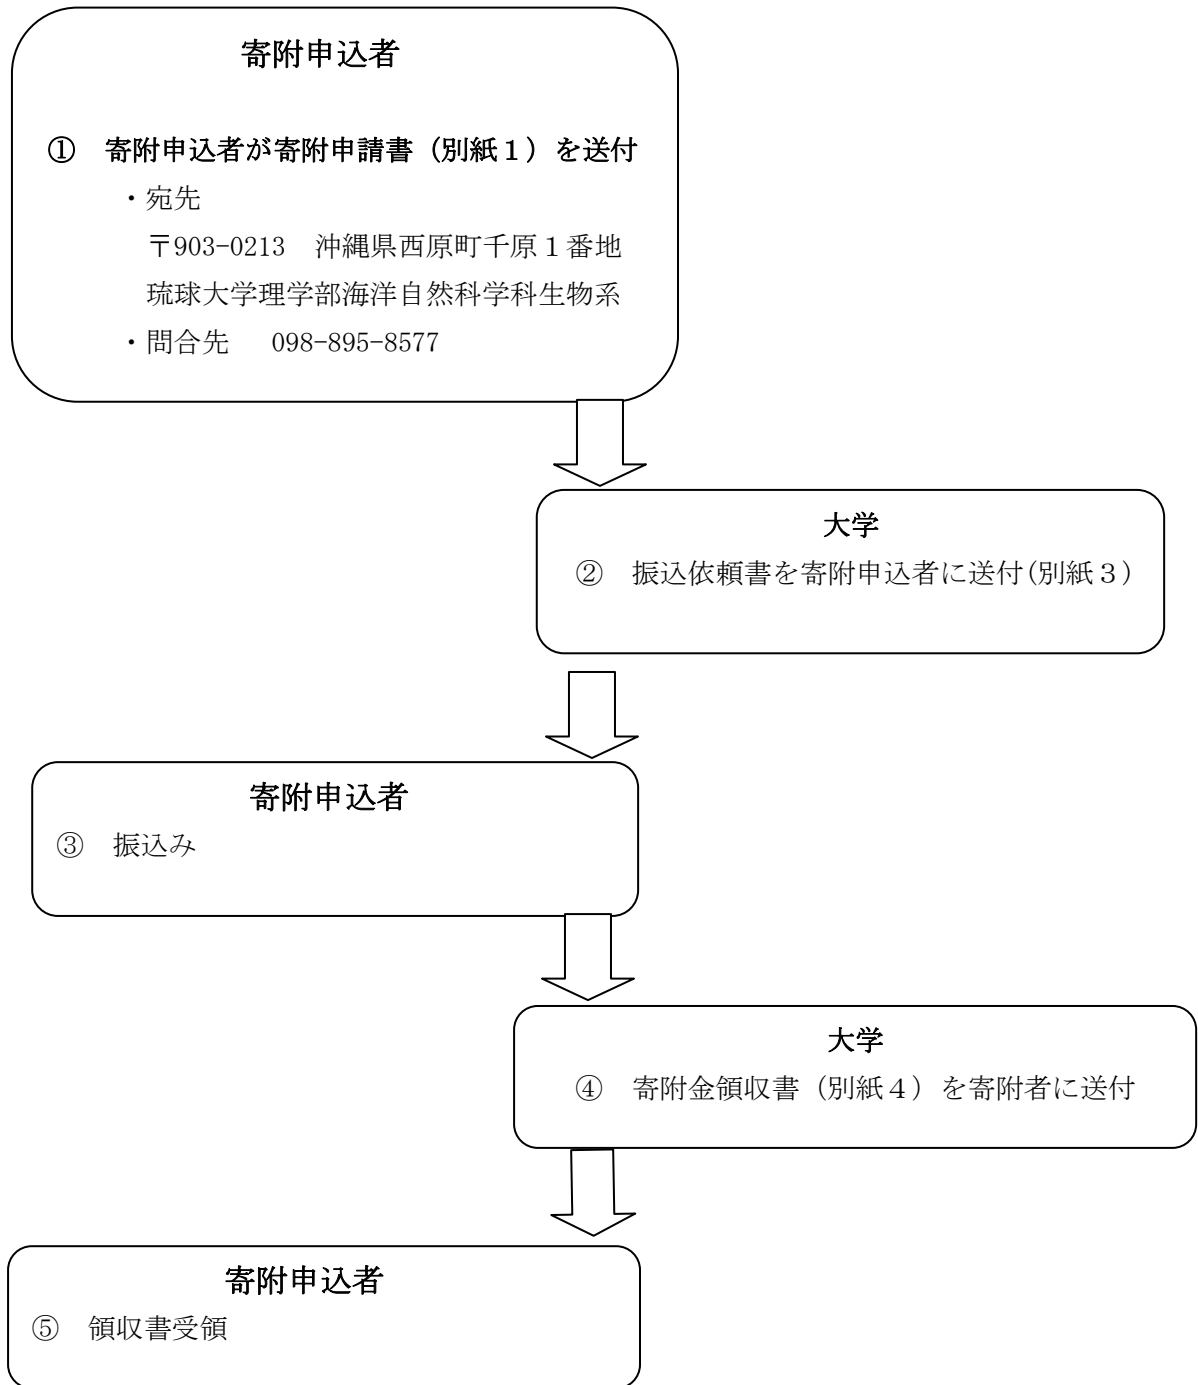 寄附申込者
① 寄附申込者が寄附申請書（別紙１）を送付
・宛先
〒903-0213 沖縄県西原町千原１番地
琉球大学理学部海洋自然科学科生物系
・問合先 098-895-8577
大学
② 振込依頼書を寄附申込者に送付(別紙３)
寄附申込者
③ 振込み
大学
④ 寄附金領収書（別紙４）を寄附者に送付
寄附申込者
⑤ 領収書受領